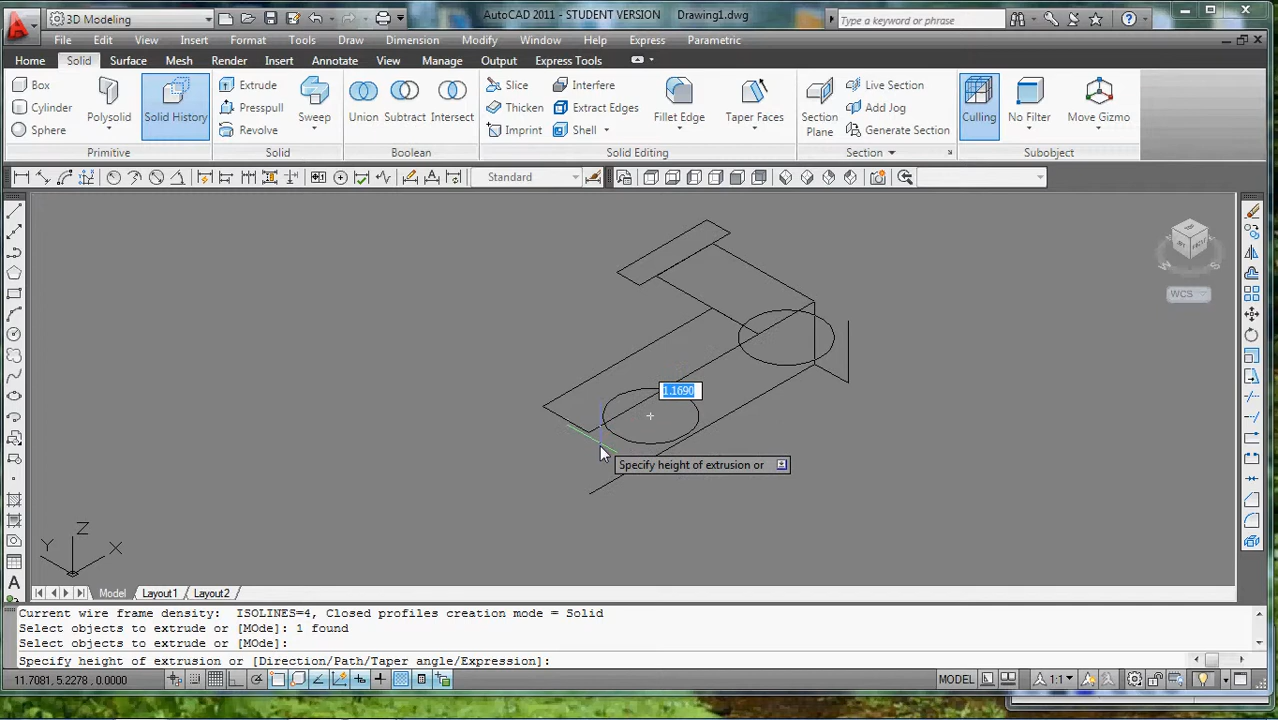 3D Modeling
AutoCAD 2011 - STUDENT VERSION Drawing1.dwg
Type a keyword or phrase
File Edit View Insert Format Tools Draw Dimension Modify Window Help Express Parametric
Home Solid Surface Mesh Render Insert Annotate View Manage Output Express Tools
Box
Cylinder
Sphere
Polysolid
Solid History
Primitive
Extrude
Presspull
Revolve
Sweep
Solid
Union
Subtract
Intersect
Boolean
Slice
Thicken
Imprint
Interfere
Extract Edges
Shell
Fillet Edge
Taper Faces
Solid Editing
Section
Plane
Live Section
Add Jog
Generate Section
Section
Culling
No Filter
Move Gizmo
Subobject
Standard
WCS
1.1690
Specify height of extrusion or
Z
Y
X
Model Layout1 Layout2
Current wire frame density: ISOLINES=4, Closed profiles creation mode = Solid
Select objects to extrude or [MOde]: 1 found
Select objects to extrude or [MOde]:
Specify height of extrusion or [Direction/Path/Taper angle/Expression]:
11.7081, 5.2278, 0.0000
MODEL
1:1